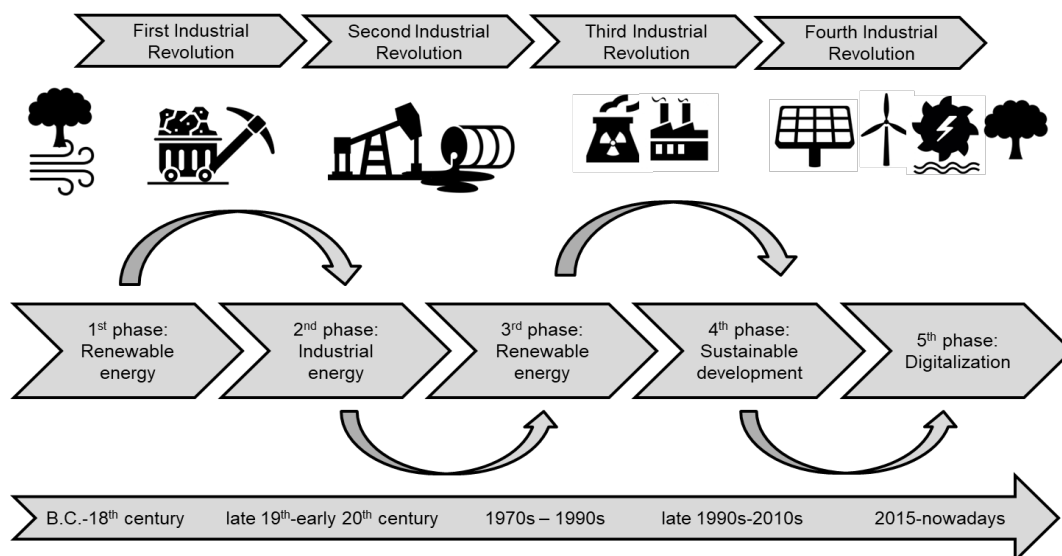 First Industrial
Revolution
Second Industrial
Revolution
Third Industrial
Revolution
Fourth Industrial
Revolution
1st phase:
Renewable
energy
2nd phase:
Industrial
energy
3rd phase:
Renewable
energy
4th phase:
Sustainable
development
5th phase:
Digitalization
B.C.-18th century
late 19th-early 20th century
1970s – 1990s
late 1990s-2010s
2015-nowadays